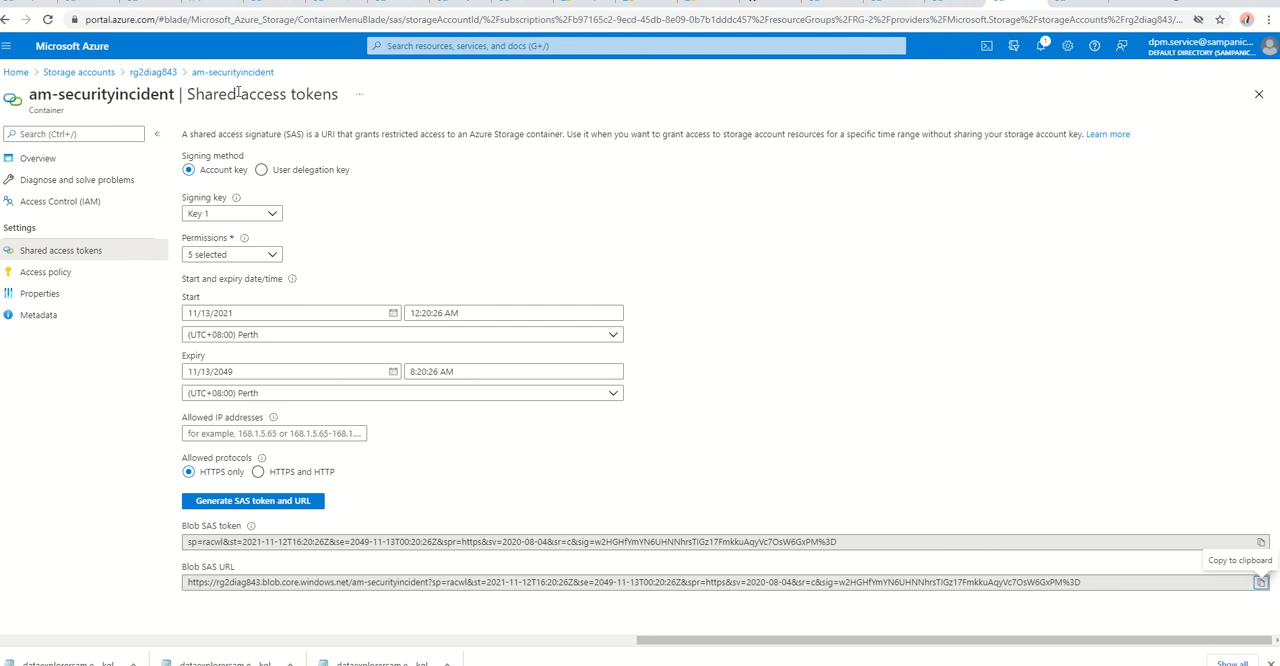 portal.azure.com/#blade/Microsoft_Azure_Storage/ContainerMenuBlade/sas/storageAccountId/%2Fsubscriptions%2Fb97165c2-9ecd-45db-8e09-0b7b1dddc457%2FresourceGroups%2FRG-2%2Fproviders%2FMicrosoft.Storage%2FstorageAccounts%2Frg2diag843/...
Microsoft Azure
Search resources, services, and docs (G+/)
1
dpm.service@sampanic...
DEFAULT DIRECTORY (SAMPANIC...
Home > Storage accounts > rg2diag843 > am-securityincident
am-securityincident | Shared access tokens ...
Container
Search (Ctrl+/)
«
Overview
Diagnose and solve problems
Access Control (IAM)
Settings
Shared access tokens
Access policy
Properties
Metadata
A shared access signature (SAS) is a URI that grants restricted access to an Azure Storage container. Use it when you want to grant access to storage account resources for a specific time range without sharing your storage account key. Learn more
Signing method
Account key User delegation key
Signing key
Key 1
Permissions *
5 selected
Start and expiry date/time
Start
11/13/2021 12:20:26 AM
(UTC+08:00) Perth
Expiry
11/13/2049 8:20:26 AM
(UTC+08:00) Perth
Allowed IP addresses
for example, 168.1.5.65 or 168.1.5.65-168.1....
Allowed protocols
HTTPS only HTTPS and HTTP
Generate SAS token and URL
Blob SAS token
sp=racwl&st=2021-11-12T16:20:26Z&se=2049-11-13T00:20:26Z&spr=https&sv=2020-08-04&sr=c&sig=w2HGHfYmYN6UHNNhrsTIGz17FmkkuAqyVc7OsW6GxPM%3D
Copy to clipboard
Blob SAS URL
https://rg2diag843.blob.core.windows.net/am-securityincident?sp=racwl&st=2021-11-12T16:20:26Z&se=2049-11-13T00:20:26Z&spr=https&sv=2020-08-04&sr=c&sig=w2HGHfYmYN6UHNNhrsTIGz17FmkkuAqyVc7OsW6GxPM%3D
Show all